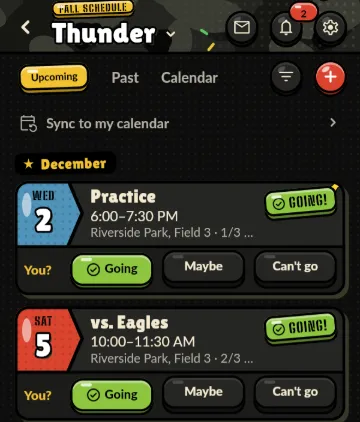 FALL SCHEDULE
Thunder
2
Upcoming Past Calendar
Sync to my calendar
★ December
WED
2
Practice
6:00–7:30 PM
Riverside Park, Field 3 · 1/3 ...
GOING!
You? Going Maybe Can't go
SAT
5
vs. Eagles
10:00–11:30 AM
Riverside Park, Field 3 · 2/3 ...
GOING!
You? Going Maybe Can't go